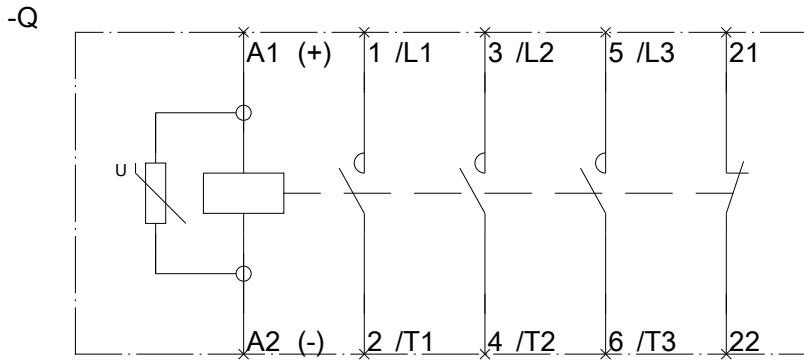 -Q
A1 (+) 1 /L1 3 /L2 5 /L3 21
U
A2 (-) 2 /T1 4 /T2 6 /T3 22